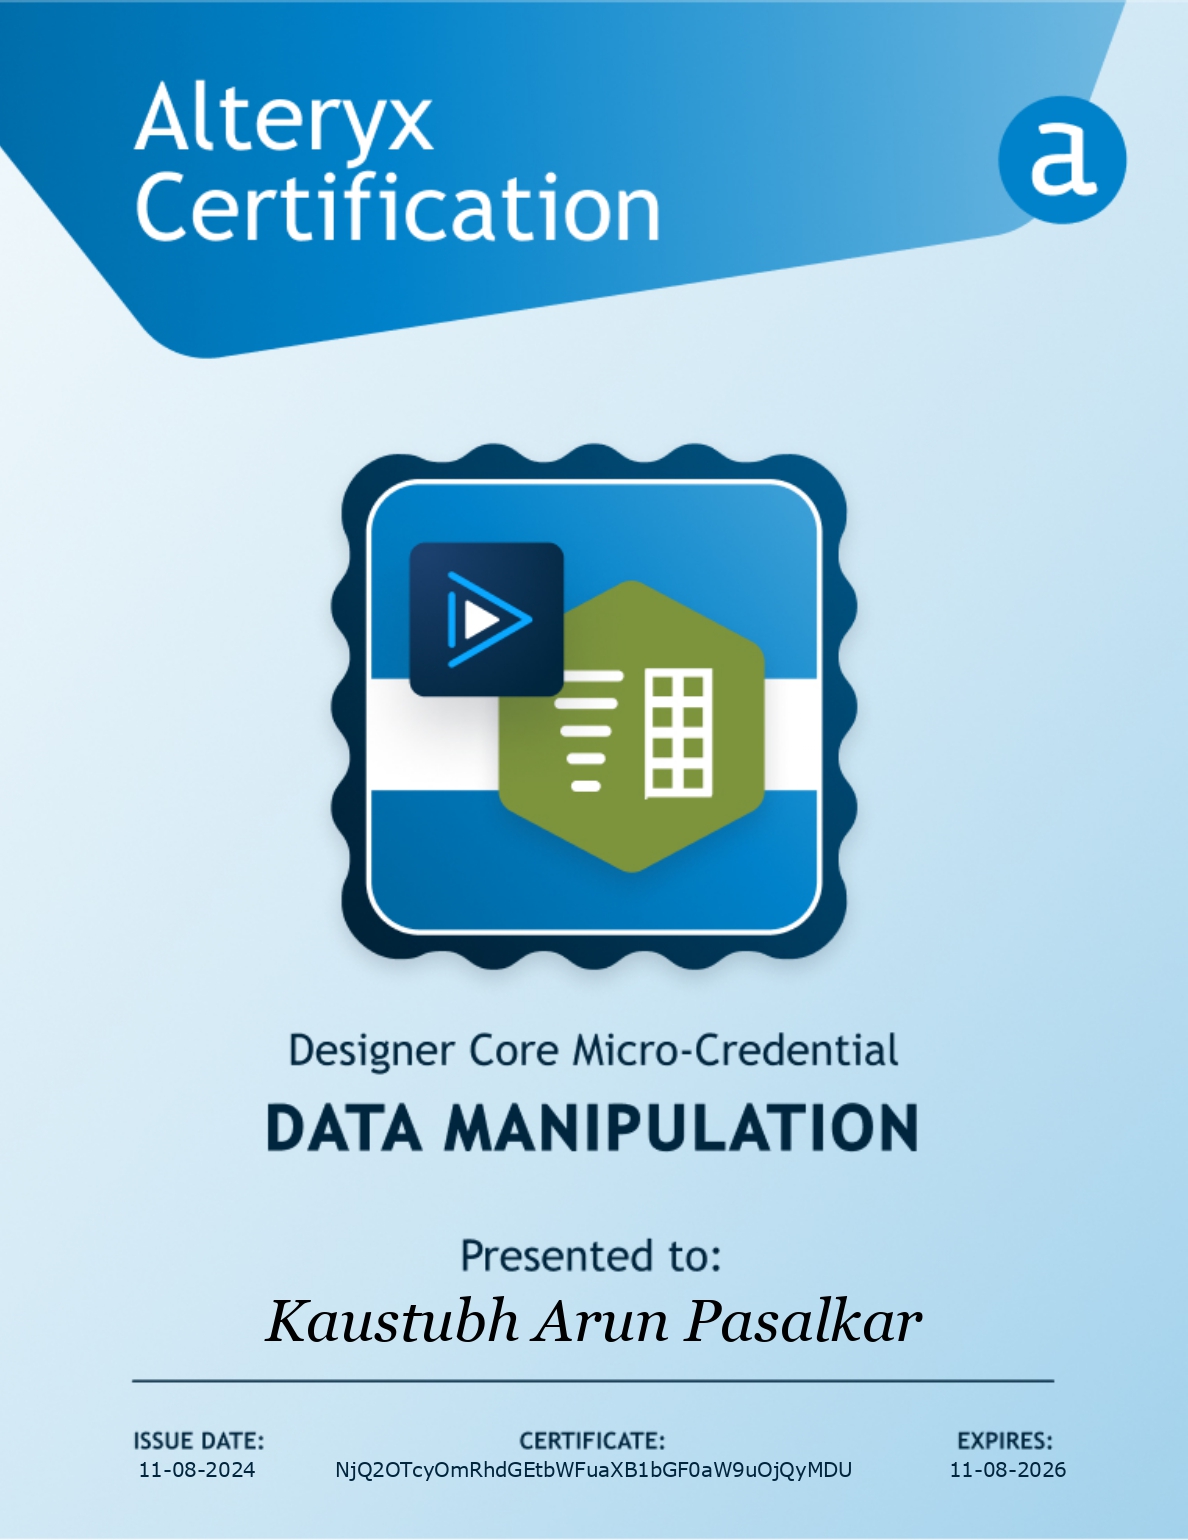 Alteryx
Certification
a
Designer Core Micro-Credential
DATA MANIPULATION
Presented to:
Kaustubh Arun Pasalkar
ISSUE DATE: CERTIFICATE: EXPIRES:
11-08-2024 NjQ2OTcyOmRhdGEtbWFuaXB1bGF0aW9uOjQyMDU 11-08-2026